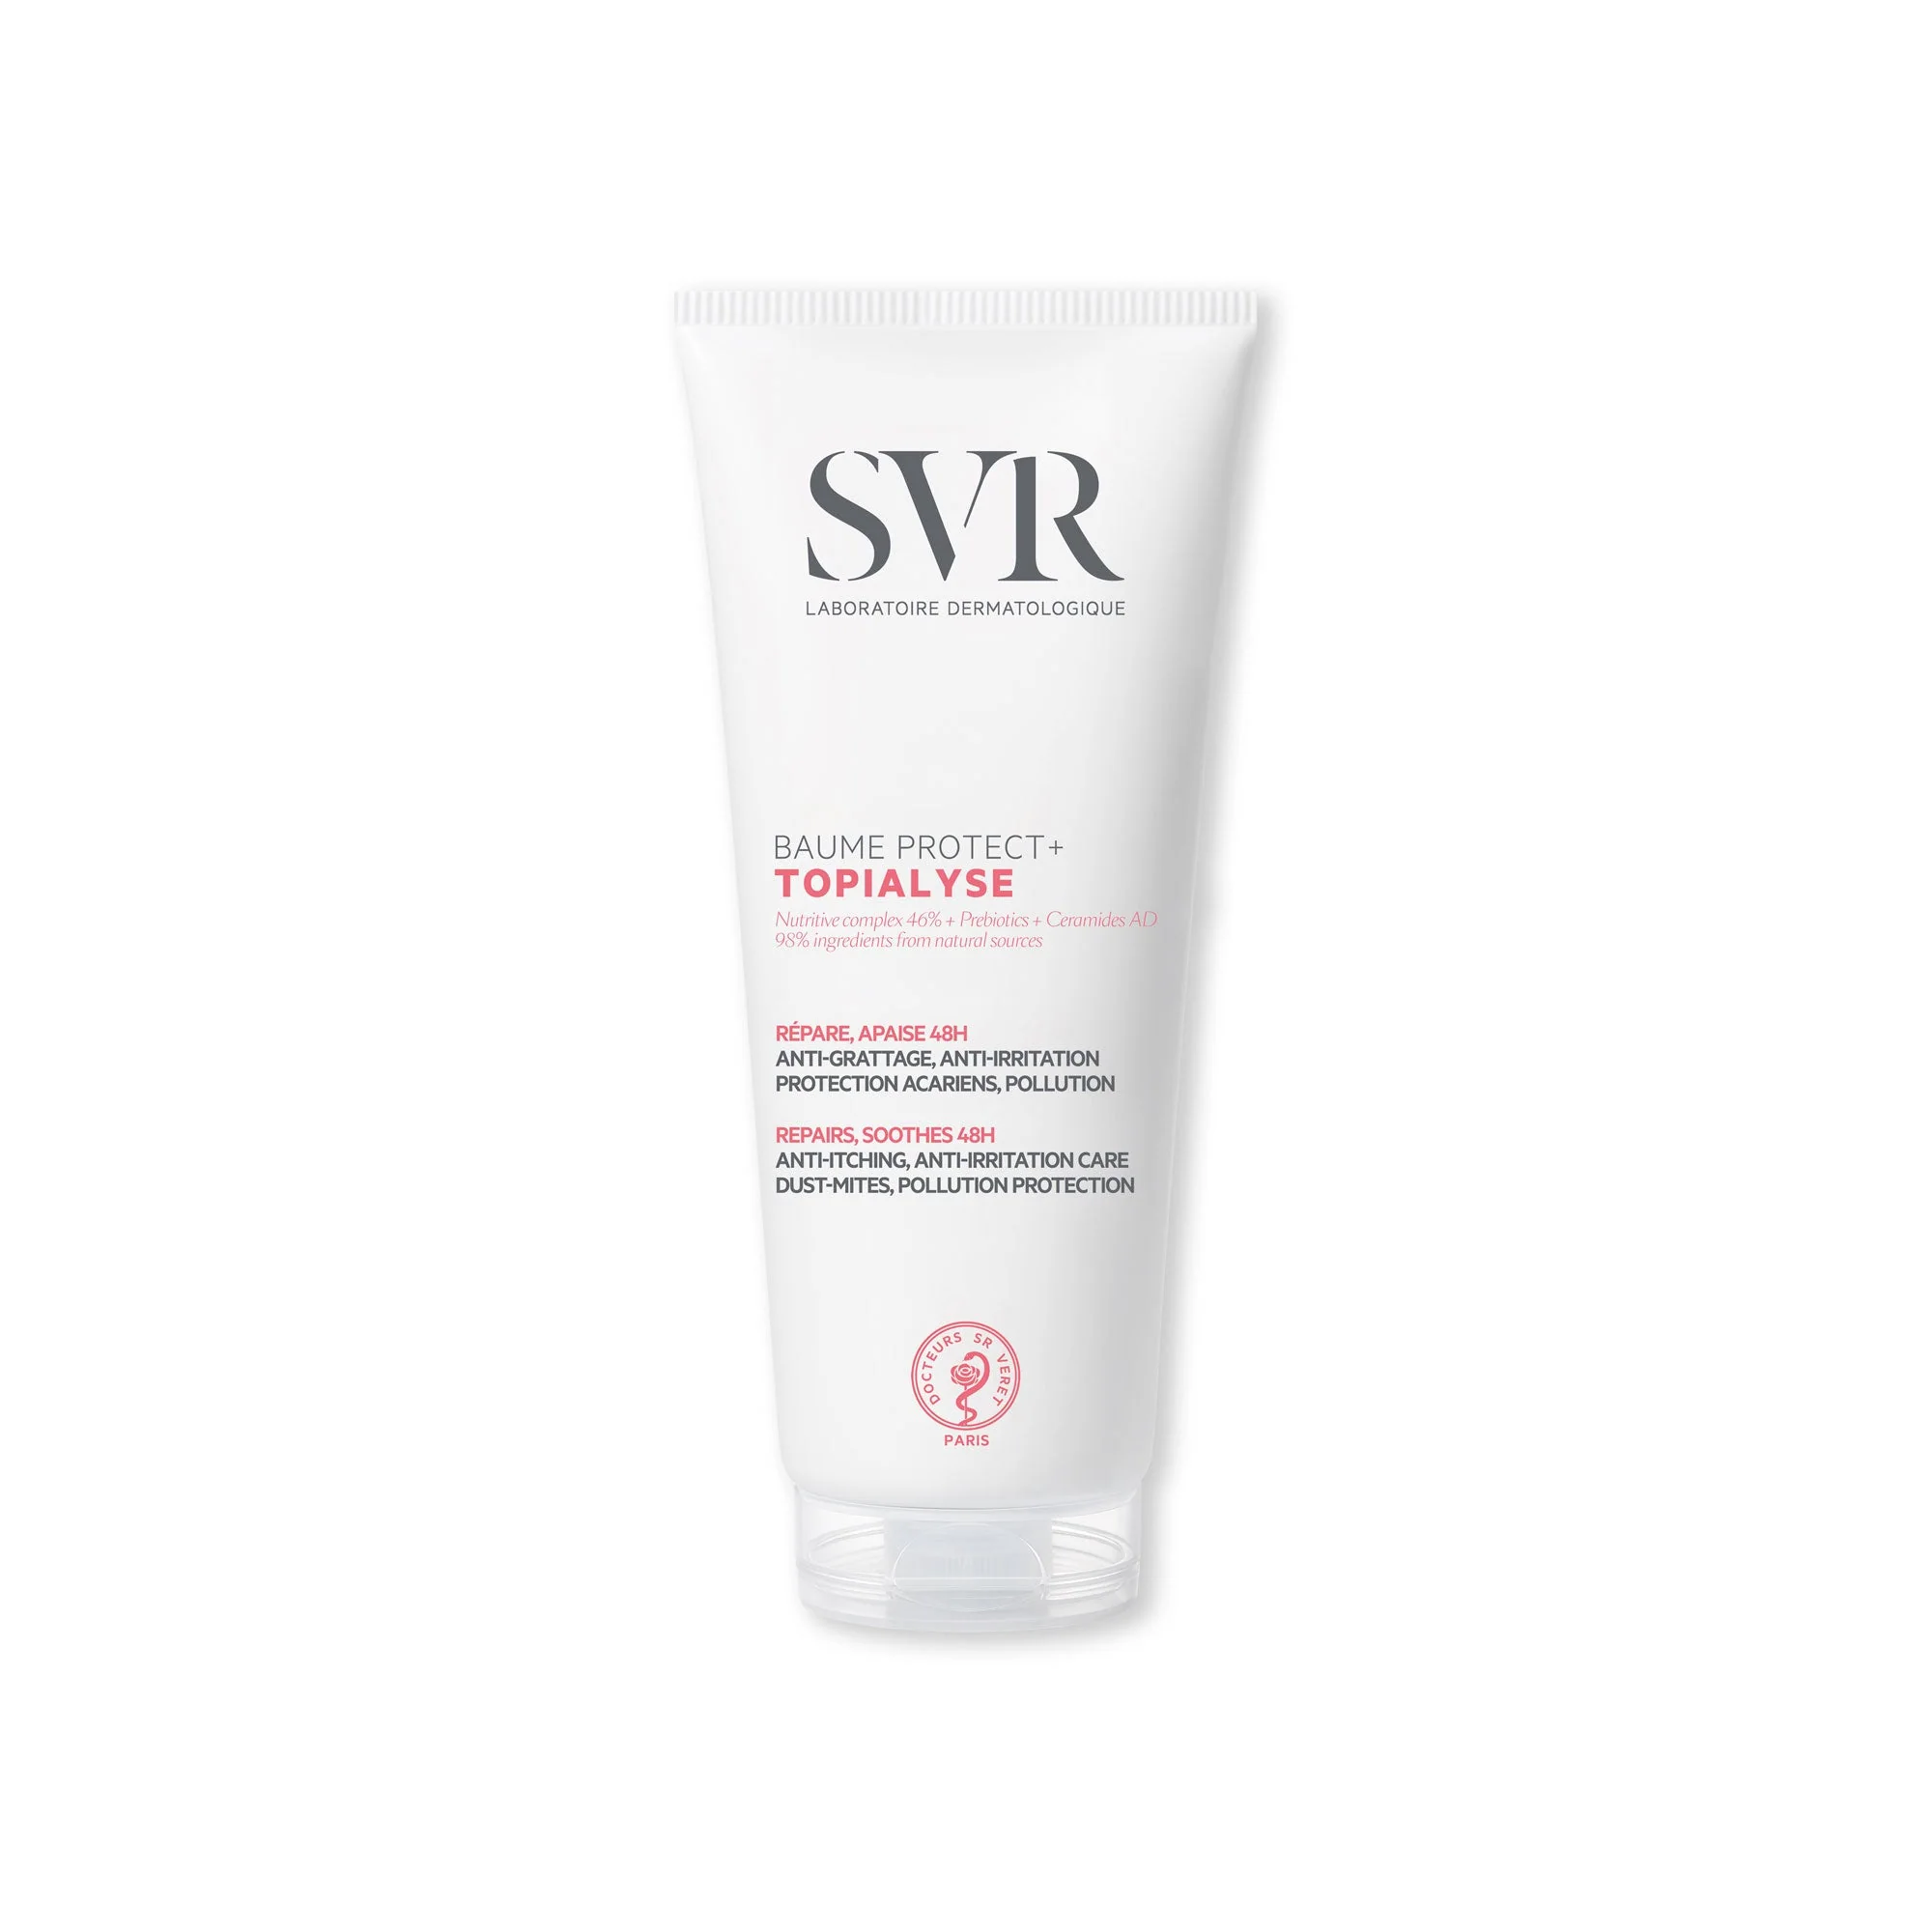 SVR
LABORATOIRE DERMATOLOGIQUE
BAUME PROTECT+
TOPIALYSE
Nutritive complex 46% + Prebiotics + Ceramides AD
98% ingredients from natural sources
RÉPARE, APAISE 48H
ANTI-GRATTAGE, ANTI-IRRITATION
PROTECTION ACARIENS, POLLUTION
REPAIRS, SOOTHES 48H
ANTI-ITCHING, ANTI-IRRITATION CARE
DUST-MITES, POLLUTION PROTECTION
DOCTEURS SR VERET
PARIS